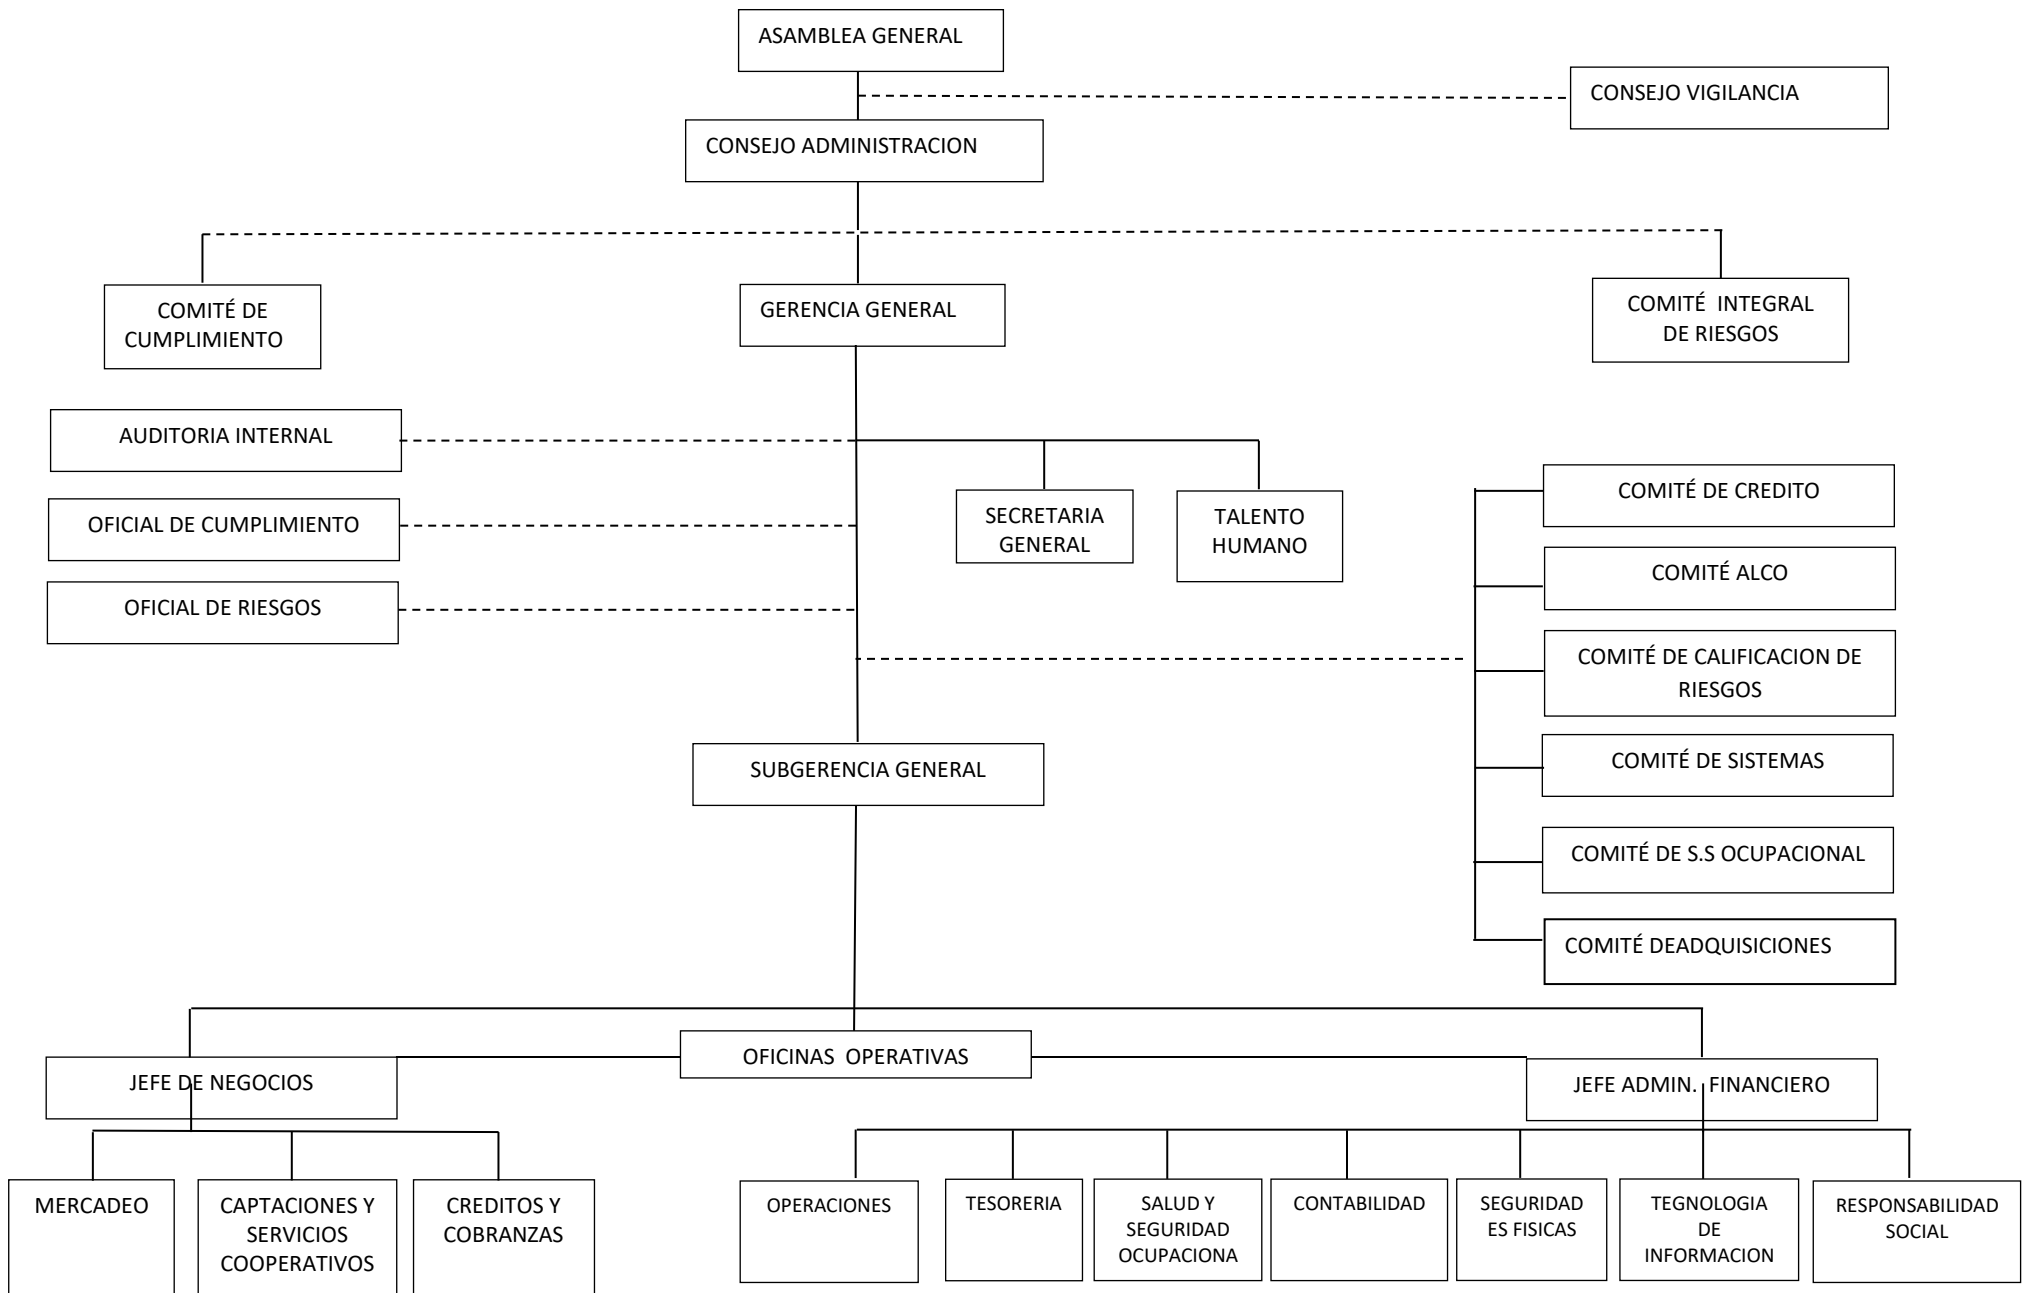 ASAMBLEA GENERAL
CONSEJO VIGILANCIA
CONSEJO ADMINISTRACION
COMITÉ DE
CUMPLIMIENTO
GERENCIA GENERAL
COMITÉ INTEGRAL
DE RIESGOS
AUDITORIA INTERNAL
OFICIAL DE CUMPLIMIENTO
OFICIAL DE RIESGOS
SECRETARIA
GENERAL
TALENTO
HUMANO
COMITÉ DE CREDITO
COMITÉ ALCO
COMITÉ DE CALIFICACION DE
RIESGOS
COMITÉ DE SISTEMAS
COMITÉ DE S.S OCUPACIONAL
COMITÉ DEADQUISICIONES
SUBGERENCIA GENERAL
OFICINAS OPERATIVAS
JEFE DE NEGOCIOS
JEFE ADMIN. FINANCIERO
MERCADEO
CAPTACIONES Y
SERVICIOS
COOPERATIVOS
CREDITOS Y
COBRANZAS
OPERACIONES
TESORERIA
SALUD Y
SEGURIDAD
OCUPACIONA
CONTABILIDAD
SEGURIDAD
ES FISICAS
TEGNOLOGIA
DE
INFORMACION
RESPONSABILIDAD
SOCIAL